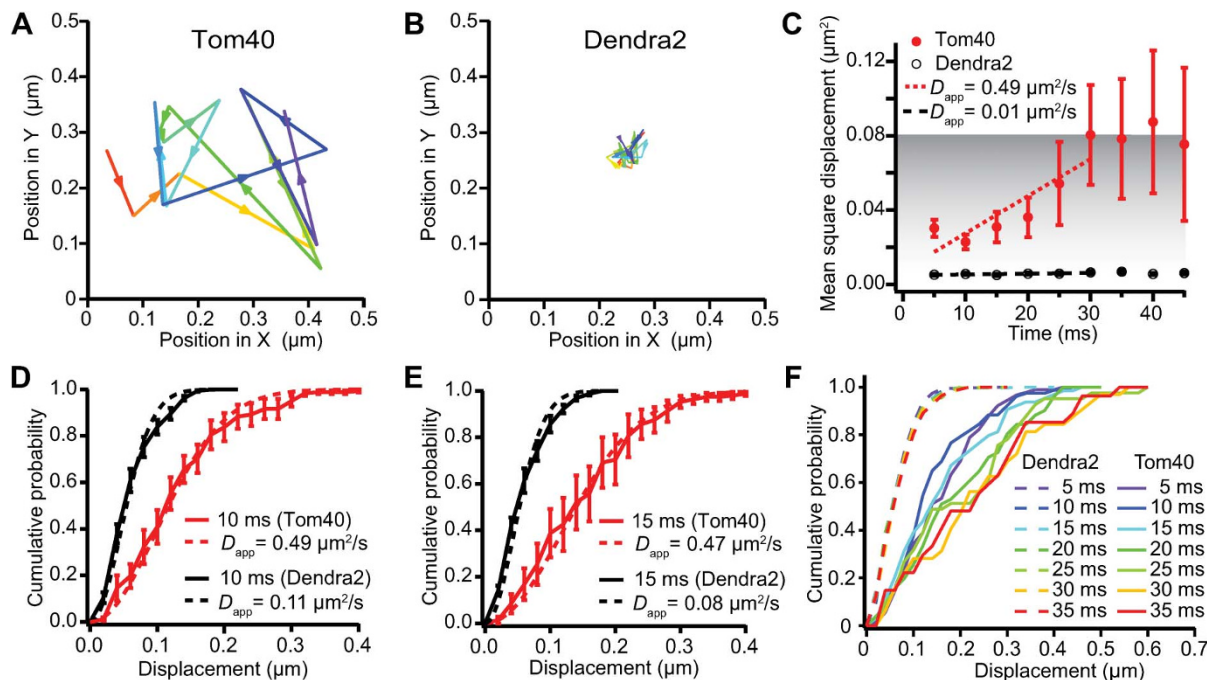 A
Tom40
0.5
0.4
0.3
0.2
0.1
0
Position in Y (µm)
0 0.1 0.2 0.3 0.4 0.5
Position in X (µm)
B
Dendra2
0.5
0.4
0.3
0.2
0.1
0
Position in Y (µm)
0 0.1 0.2 0.3 0.4 0.5
Position in X (µm)
C
Mean square displacement (µm²)
Tom40
Dendra2
Dapp = 0.49 µm²/s
Dapp = 0.01 µm²/s
0.12
0.08
0.04
0.00
0 10 20 30 40
Time (ms)
D
Cumulative probability
1.0
0.8
0.6
0.4
0.2
0.0
10 ms (Tom40)
Dapp = 0.49 µm²/s
10 ms (Dendra2)
Dapp = 0.11 µm²/s
0.0 0.1 0.2 0.3 0.4
Displacement (µm)
E
Cumulative probability
1.0
0.8
0.6
0.4
0.2
0.0
15 ms (Tom40)
Dapp = 0.47 µm²/s
15 ms (Dendra2)
Dapp = 0.08 µm²/s
0.0 0.1 0.2 0.3 0.4
Displacement (µm)
F
Cumulative probability
1.0
0.8
0.6
0.4
0.2
0
Dendra2 Tom40
5 ms 5 ms
10 ms 10 ms
15 ms 15 ms
20 ms 20 ms
25 ms 25 ms
30 ms 30 ms
35 ms 35 ms
0 0.1 0.2 0.3 0.4 0.5 0.6 0.7
Displacement (µm)